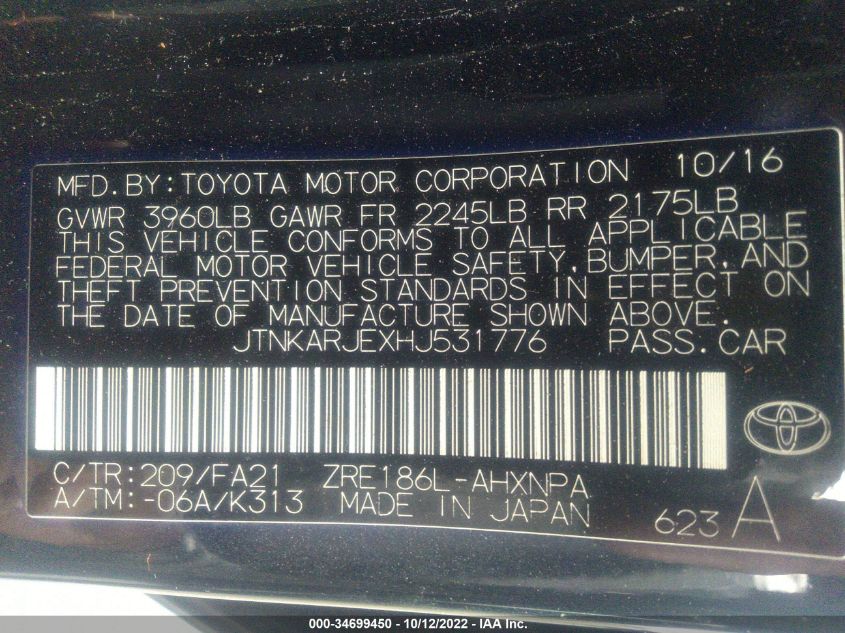 MFD.BY:TOYOTA MOTOR CORPORATION 10/16
GVWR 3960LB GAWR FR 2245LB RR 2175LB
THIS VEHICLE CONFORMS TO ALL APPLICABLE
FEDERAL MOTOR VEHICLE SAFETY,BUMPER,AND
THEFT PREVENTION STANDARDS IN EFFECT ON
THE DATE OF MANUFACTURE SHOWN ABOVE.
JTNKARJEXHJ531776 PASS.CAR
C/TR:209/FA21 ZRE186L-AHXNPA
A/TM:-06A/K313 MADE IN JAPAN 623 A
000-34699450 - 10/12/2022 - IAA Inc.